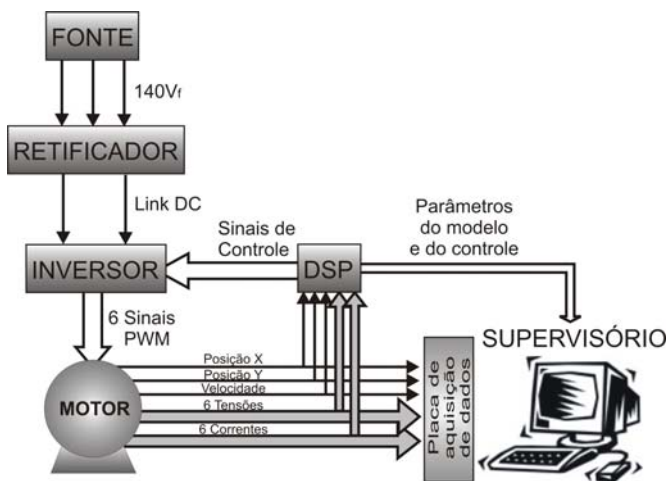 FONTE
140Vf
RETIFICADOR
Link DC
Sinais de
Controle
Parâmetros
do modelo
e do controle
INVERSOR
DSP
6 Sinais
PWM
SUPERVISÓRIO
Posição X
Posição Y
Velocidade
6 Tensões
6 Correntes
MOTOR
Placa de
aquisição
de dados